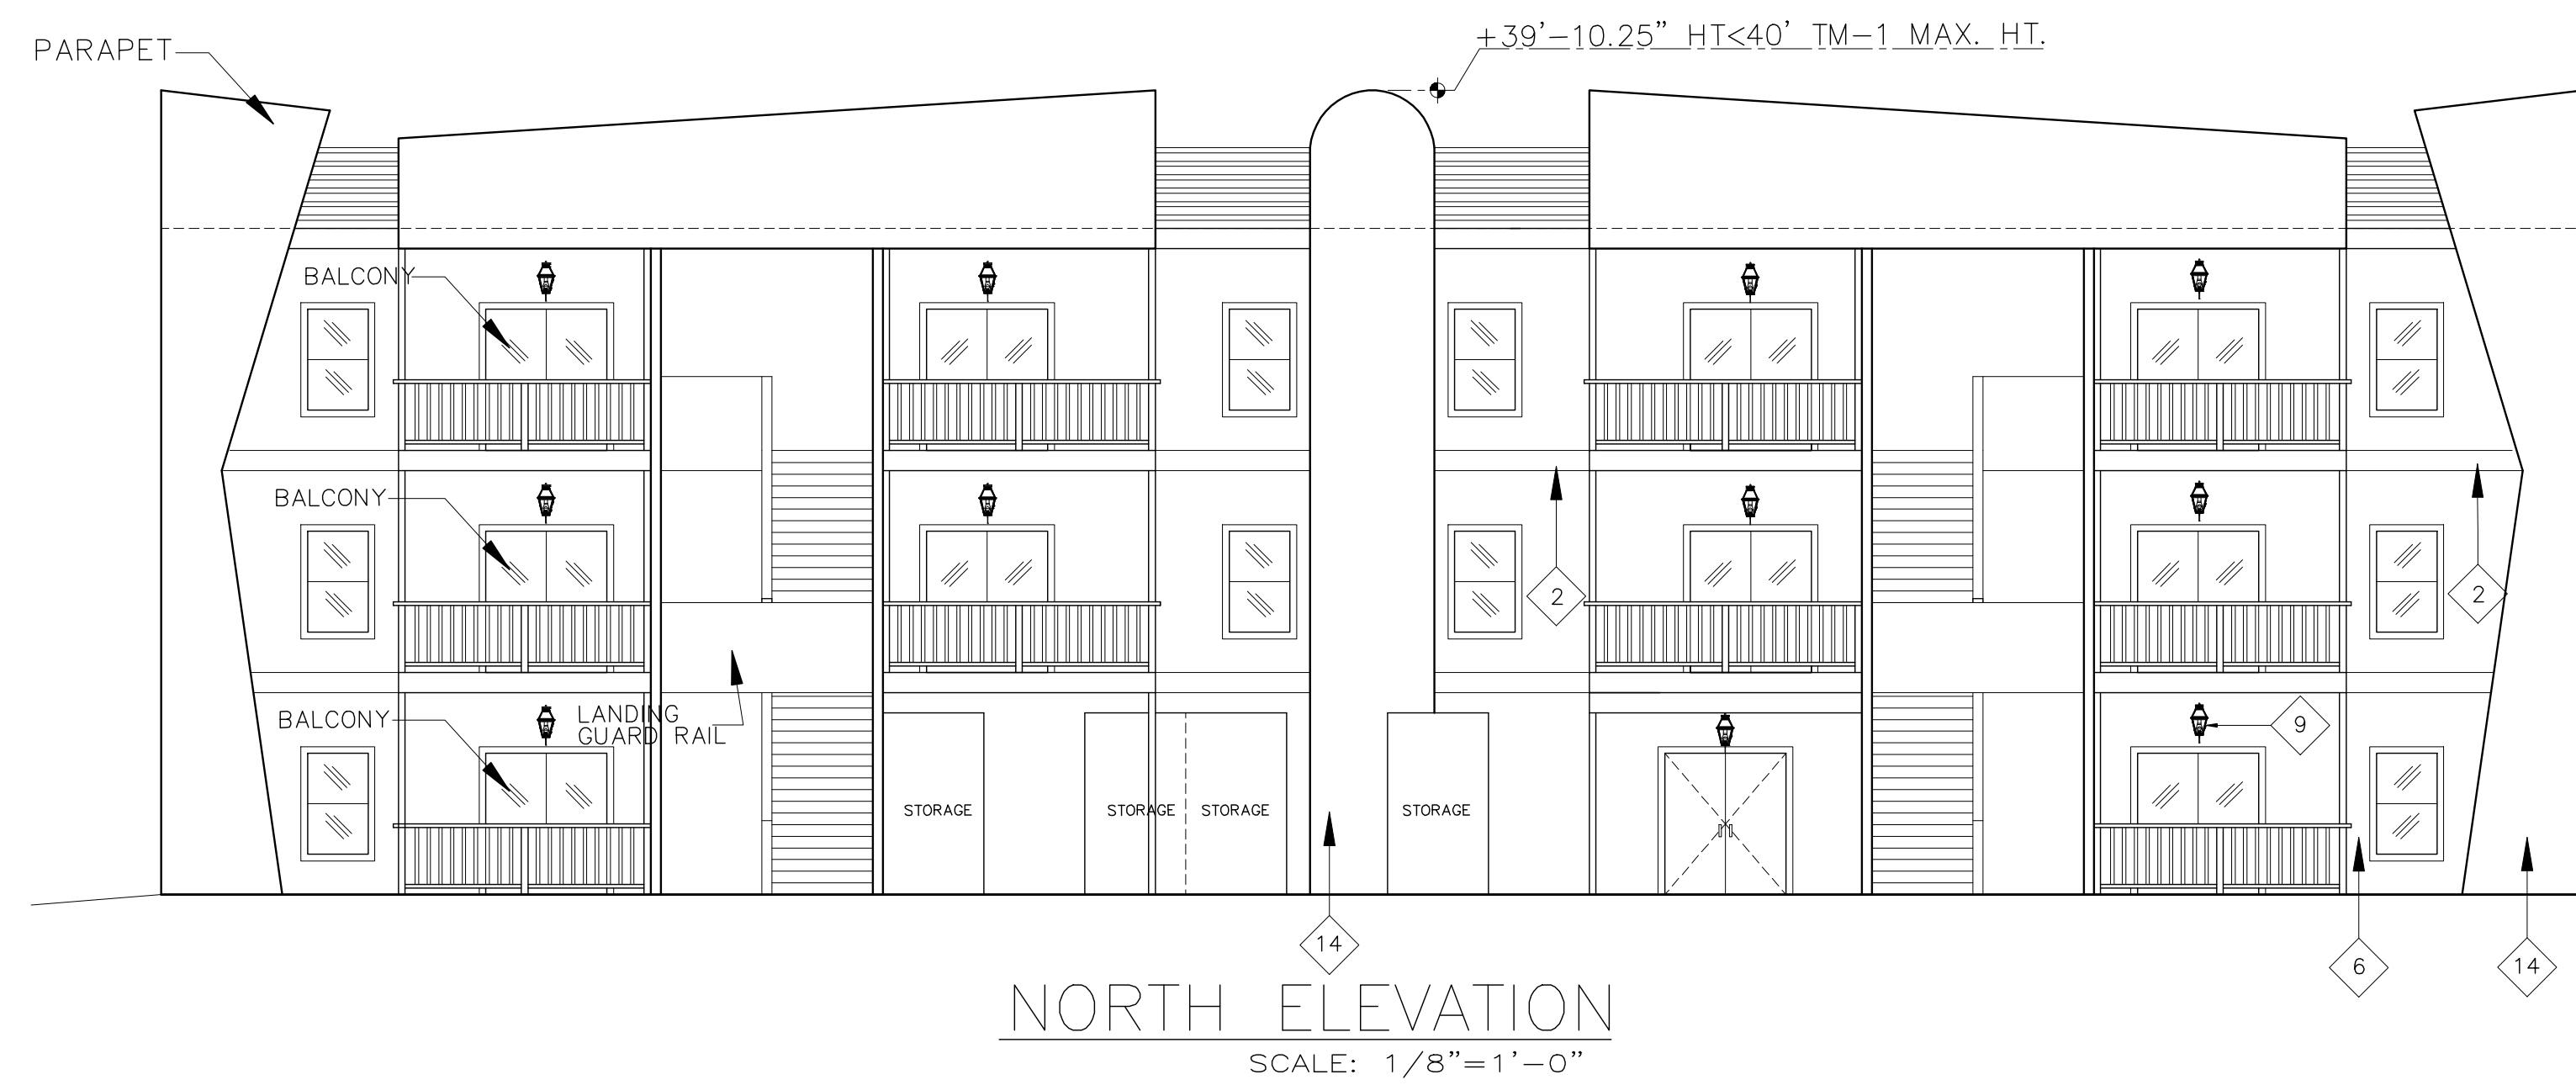 +39'-10.25" HT<40' TM-1 MAX. HT.
PARAPET
BALCONY
BALCONY
2
2
BALCONY
LANDING
GUARD RAIL
9
STORAGE
STORAGE
STORAGE
STORAGE
14
6
14
NORTH ELEVATION
SCALE: 1/8"=1'-0"